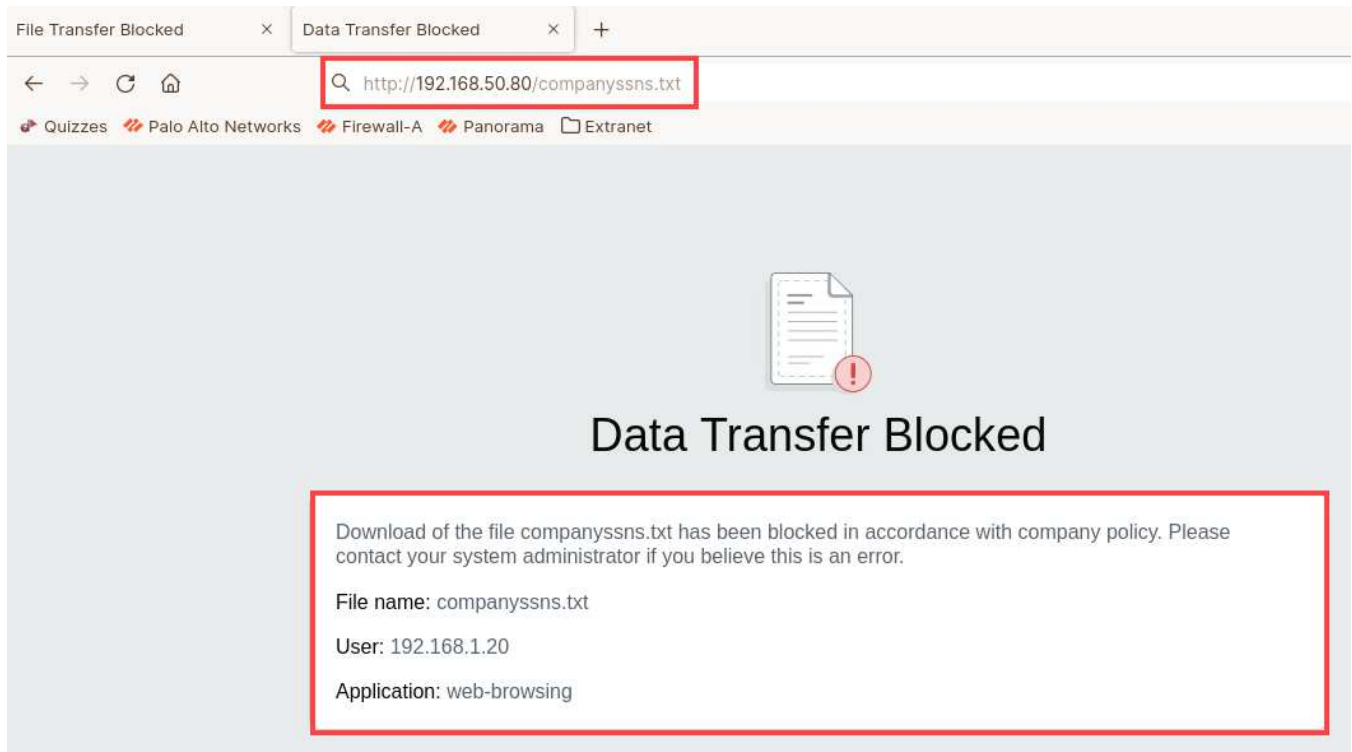 File Transfer Blocked
Data Transfer Blocked
http://192.168.50.80/companyssns.txt
Quizzes Palo Alto Networks Firewall-A Panorama Extranet
Data Transfer Blocked
Download of the file companyssns.txt has been blocked in accordance with company policy. Please
contact your system administrator if you believe this is an error.
File name: companyssns.txt
User: 192.168.1.20
Application: web-browsing